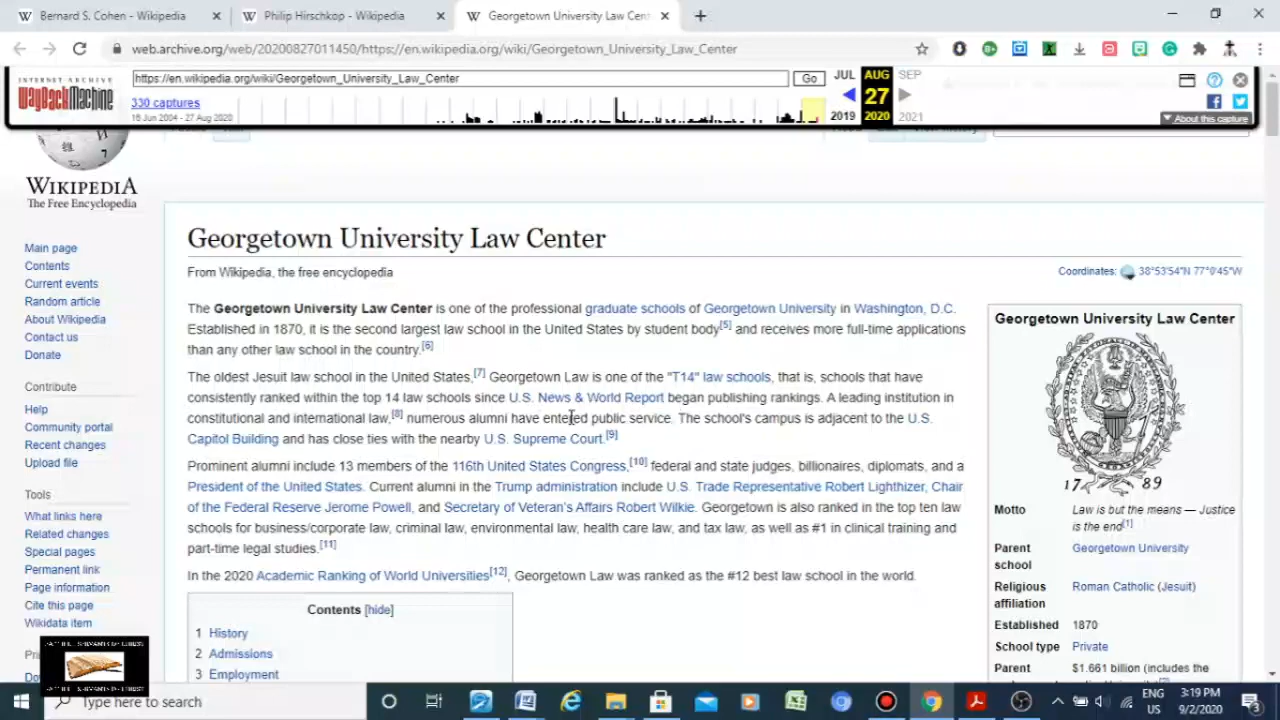 Bernard S. Cohen - Wikipedia
Philip Hirschkop - Wikipedia
Georgetown University Law Cen
web.archive.org/web/20200827011450/https://en.wikipedia.org/wiki/Georgetown_University_Law_Center
INTERNET ARCHIVE
WayBackMachine
https://en.wikipedia.org/wiki/Georgetown_University_Law_Center
Go
JUL AUG SEP
330 captures
27
16 Jun 2004 - 27 Aug 2020
2019 2020 2021
About this capture
WIKIPEDIA
The Free Encyclopedia
Main page
Contents
Current events
Random article
About Wikipedia
Contact us
Donate
Contribute
Help
Community portal
Recent changes
Upload file
Tools
What links here
Related changes
Special pages
Permanent link
Page information
Cite this page
Wikidata item
Georgetown University Law Center
From Wikipedia, the free encyclopedia
Coordinates: 38°53′54″N 77°0′45″W
The Georgetown University Law Center is one of the professional graduate schools of Georgetown University in Washington, D.C.
Established in 1870, it is the second largest law school in the United States by student body[5] and receives more full-time applications
than any other law school in the country.[6]
The oldest Jesuit law school in the United States,[7] Georgetown Law is one of the "T14" law schools, that is, schools that have
consistently ranked within the top 14 law schools since U.S. News & World Report began publishing rankings. A leading institution in
constitutional and international law,[8] numerous alumni have entered public service. The school's campus is adjacent to the U.S.
Capitol Building and has close ties with the nearby U.S. Supreme Court.[9]
Prominent alumni include 13 members of the 116th United States Congress,[10] federal and state judges, billionaires, diplomats, and a
President of the United States. Current alumni in the Trump administration include U.S. Trade Representative Robert Lighthizer, Chair
of the Federal Reserve Jerome Powell, and Secretary of Veteran's Affairs Robert Wilkie. Georgetown is also ranked in the top ten law
schools for business/corporate law, criminal law, environmental law, health care law, and tax law, as well as #1 in clinical training and
part-time legal studies.[11]
In the 2020 Academic Ranking of World Universities[12], Georgetown Law was ranked as the #12 best law school in the world.
Contents [hide]
1 History
2 Admissions
3 Employment
Georgetown University Law Center
17 89
Motto Law is but the means — Justice
is the end[1]
Parent Georgetown University
school
Religious Roman Catholic (Jesuit)
affiliation
Established 1870
School type Private
Parent $1.661 billion (includes the
Type here to search
ENG
US
3:19 PM
9/2/2020
3